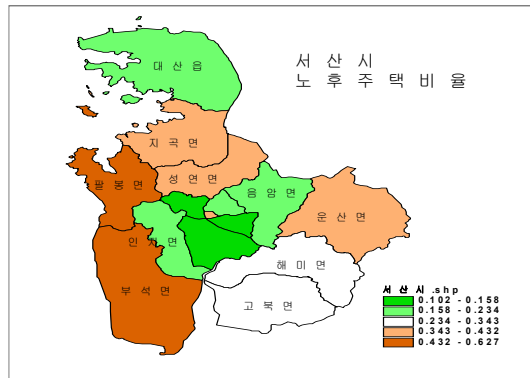 서산시
노후주택비율
대산읍
지곡면
성연면
팔봉면
음암면
운산면
인지면
해미면
부석면
고북면
서산시.shp
0.102 - 0.158
0.158 - 0.234
0.234 - 0.343
0.343 - 0.432
0.432 - 0.627